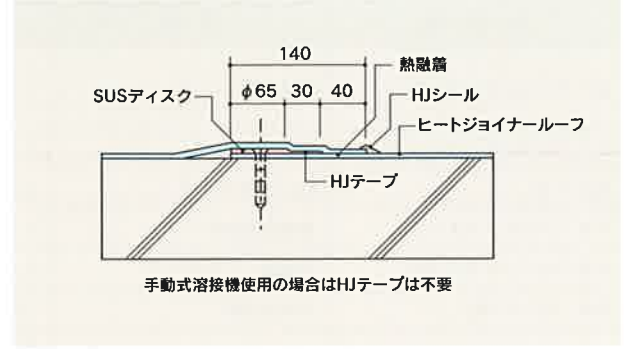 140
熱融着
SUSディスク
φ65
30
40
HJシール
ヒートジョイナールーフ
HJテープ
手動式溶接機使用の場合はHJテープは不要